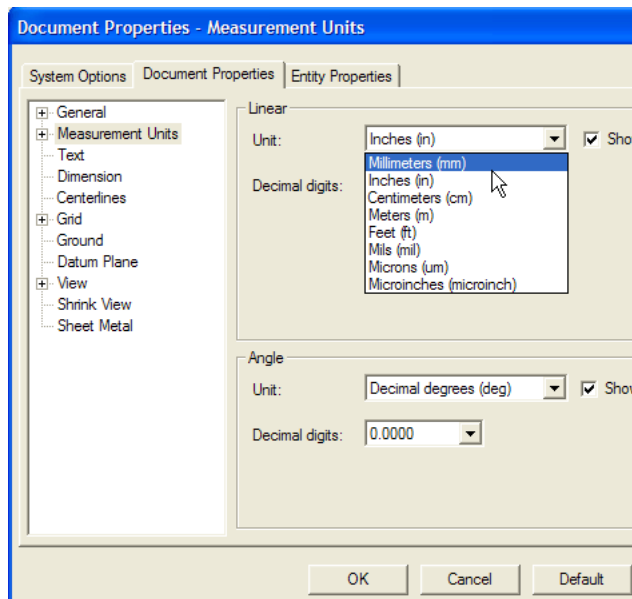 Document Properties - Measurement Units
System Options Document Properties Entity Properties
General
Measurement Units
Text
Dimension
Centerlines
Grid
Ground
Datum Plane
View
Shrink View
Sheet Metal
Linear
Unit: Inches (in) Sho
Millimeters (mm)
Inches (in)
Centimeters (cm)
Meters (m)
Feet (ft)
Mils (mil)
Microns (um)
Microinches (microinch)
Decimal digits:
Angle
Unit: Decimal degrees (deg) Sho
Decimal digits: 0.0000
OK Cancel Default